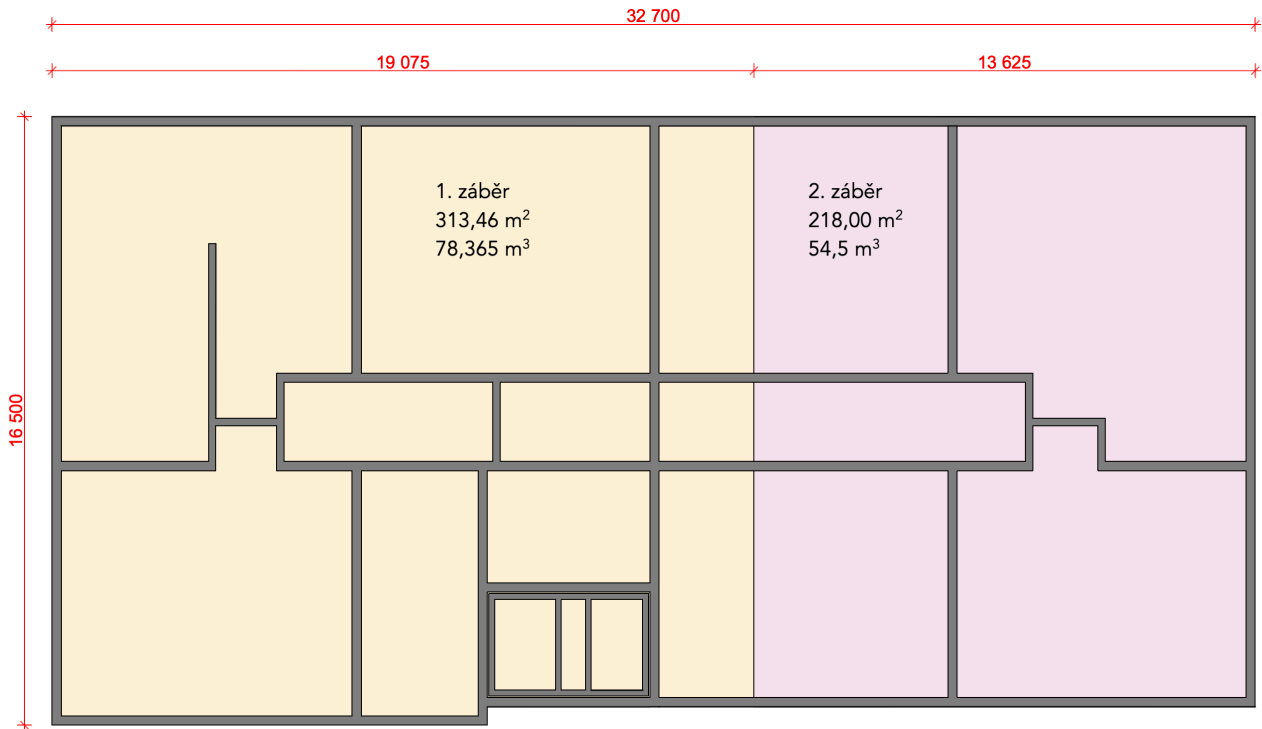 32 700
19 075
13 625
16 500
1. záběr
313,46 m²
78,365 m³
2. záběr
218,00 m²
54,5 m³